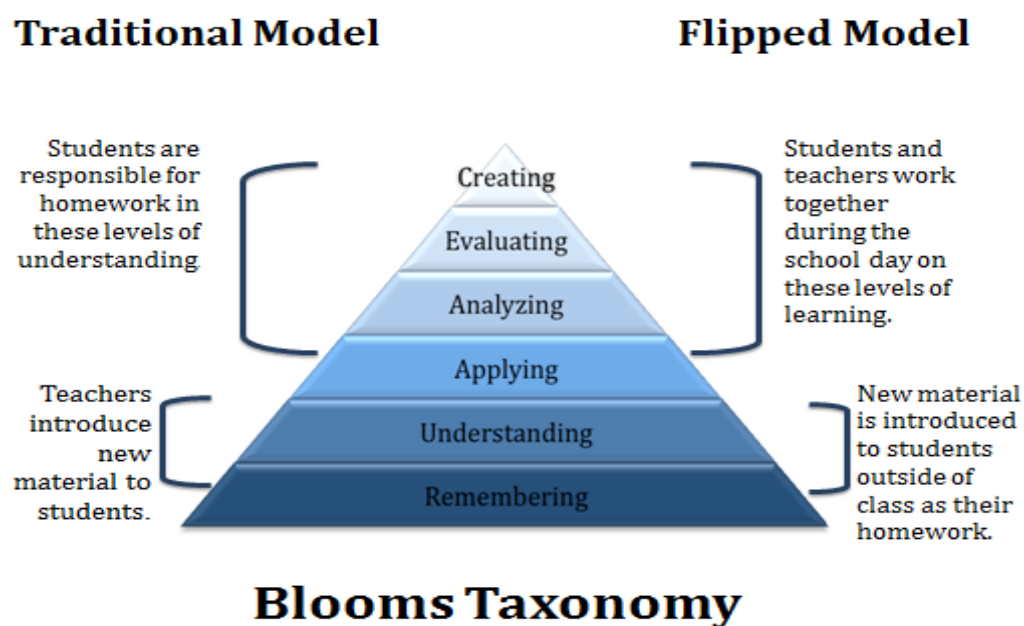 Traditional Model
Flipped Model
Students are
responsible for
homework in
these levels of
understanding
Students and
teachers work
together
during the
school day on
these levels of
learning.
Creating
Evaluating
Analyzing
Applying
Understanding
Remembering
Teachers
introduce
new
material to
students.
New material
is introduced
to students
outside of
class as their
homework.
Blooms Taxonomy